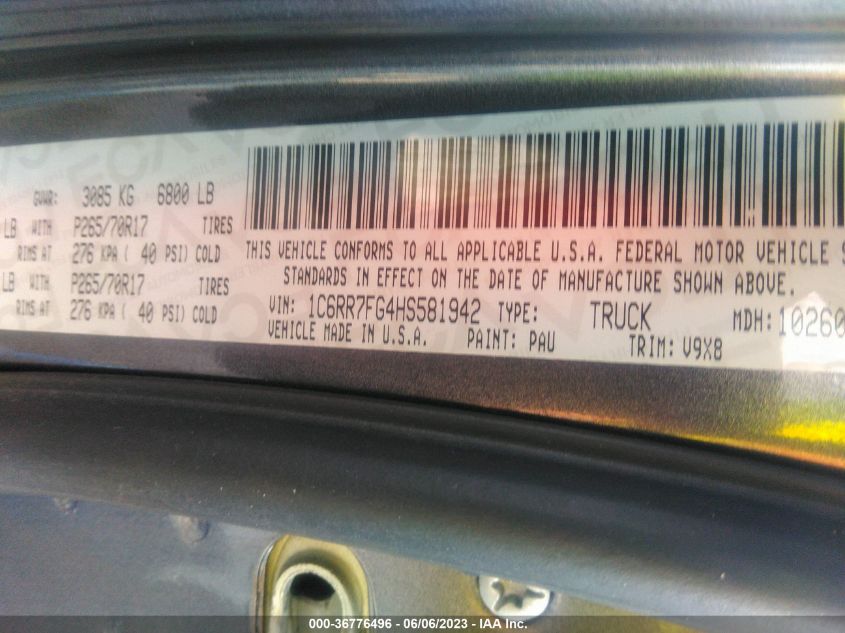 GVWR: 3085 KG 6800 LB
LB WITH P265/70R17 TIRES
RIMS AT 276 KPA ( 40 PSI) COLD
LB WITH P265/70R17 TIRES
RIMS AT 276 KPA ( 40 PSI) COLD
THIS VEHICLE CONFORMS TO ALL APPLICABLE U.S.A. FEDERAL MOTOR VEHICLE S
STANDARDS IN EFFECT ON THE DATE OF MANUFACTURE SHOWN ABOVE.
VIN: 1C6RR7FG4HS581942 TYPE: TRUCK MDH: 10260
VEHICLE MADE IN U.S.A. PAINT: PAU TRIM: V9X8
000-36776496 - 06/06/2023 - IAA Inc.